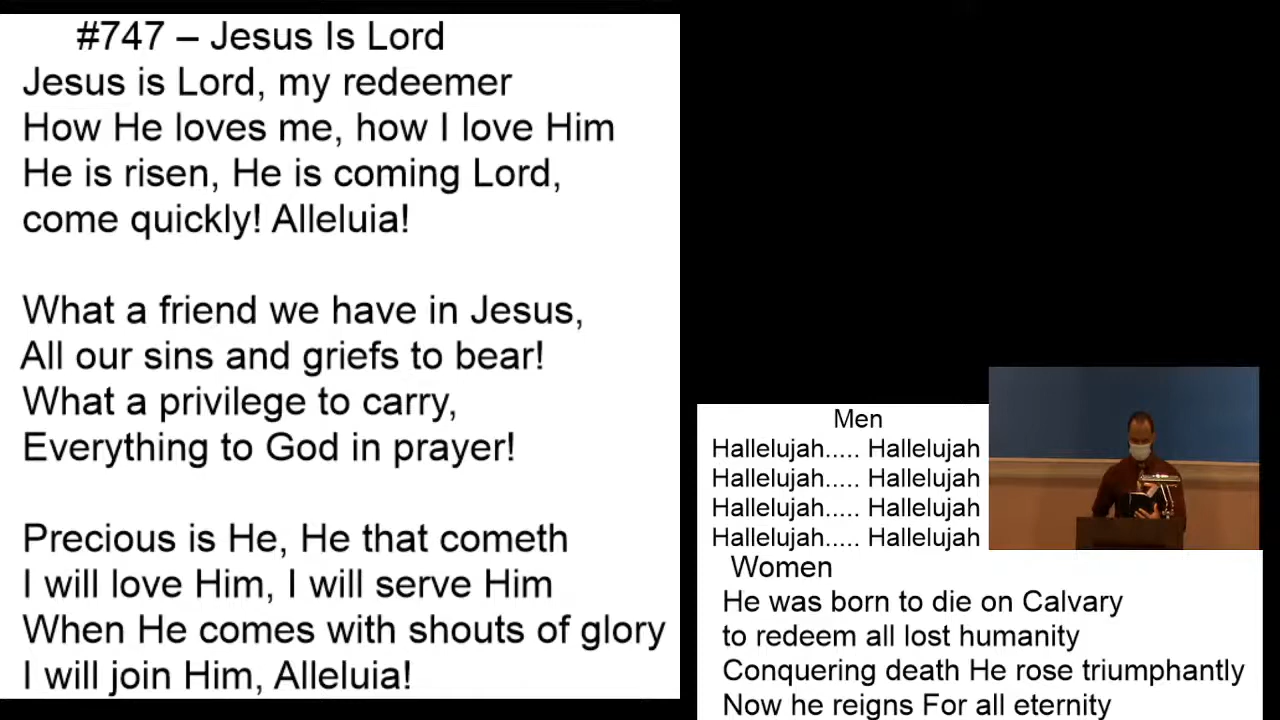 #747 – Jesus Is Lord
Jesus is Lord, my redeemer
How He loves me, how I love Him
He is risen, He is coming Lord,
come quickly! Alleluia!
What a friend we have in Jesus,
All our sins and griefs to bear!
What a privilege to carry,
Everything to God in prayer!
Precious is He, He that cometh
I will love Him, I will serve Him
When He comes with shouts of glory
I will join Him, Alleluia!
Men
Hallelujah..... Hallelujah
Hallelujah..... Hallelujah
Hallelujah..... Hallelujah
Hallelujah..... Hallelujah
Women
He was born to die on Calvary
to redeem all lost humanity
Conquering death He rose triumphantly
Now he reigns For all eternity